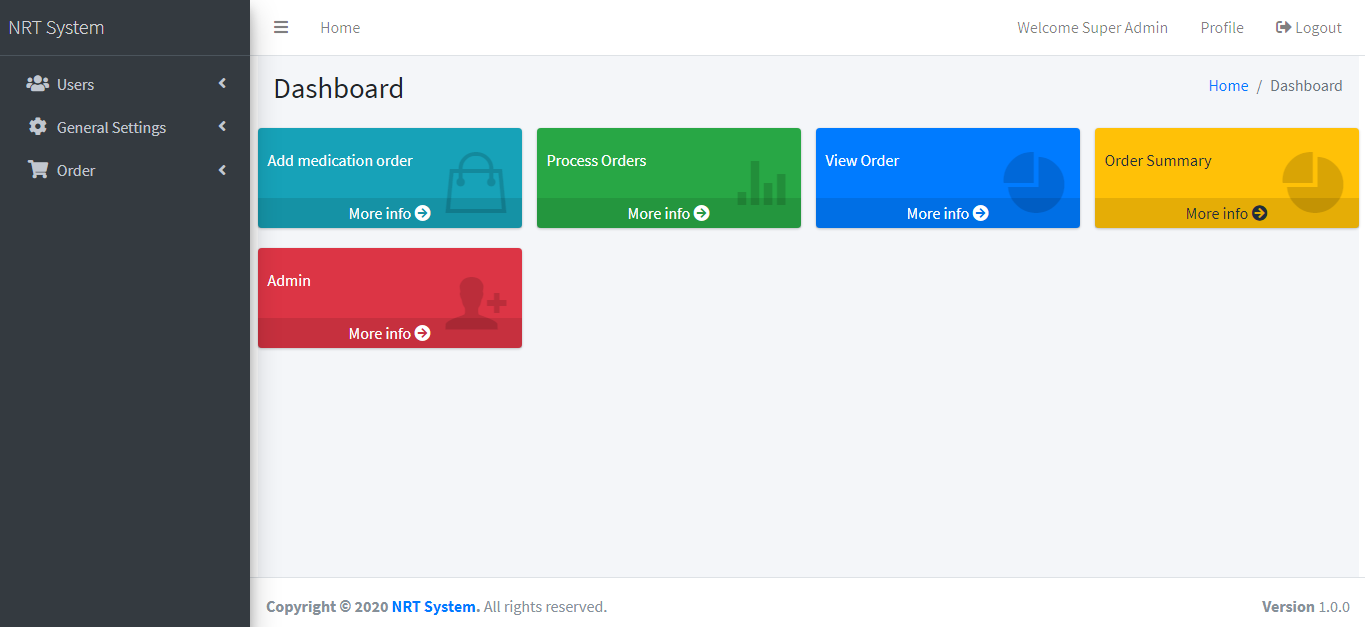 NRT System
Home
Welcome Super Admin
Profile
Logout
Users
General Settings
Order
Dashboard
Home / Dashboard
Add medication order
More info
Process Orders
More info
View Order
More info
Order Summary
More info
Admin
More info
Copyright © 2020 NRT System. All rights reserved.
Version 1.0.0